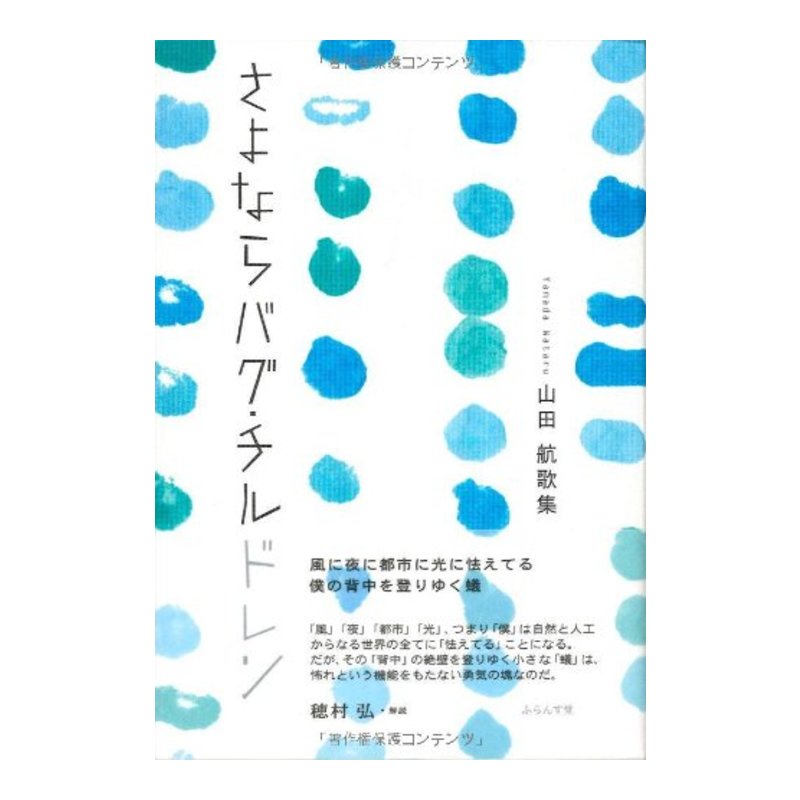 「著作権保護コンテンツ」
さよならバグ・チルドレン
Yamada Wataru
山田 航歌集
風に夜に都市に光に怯えてる
僕の背中を登りゆく蟻
「風」「夜」「都市」「光」、つまり「僕」は自然と人工
からなる世界の全てに「怯えてる」ことになる。
だが、その「背中」の絶壁を登りゆく小さな「蟻」は、
怖れという機能をもたない勇気の塊なのだ。
穂村 弘・解説
ふらんす堂
「著作権保護コンテンツ」